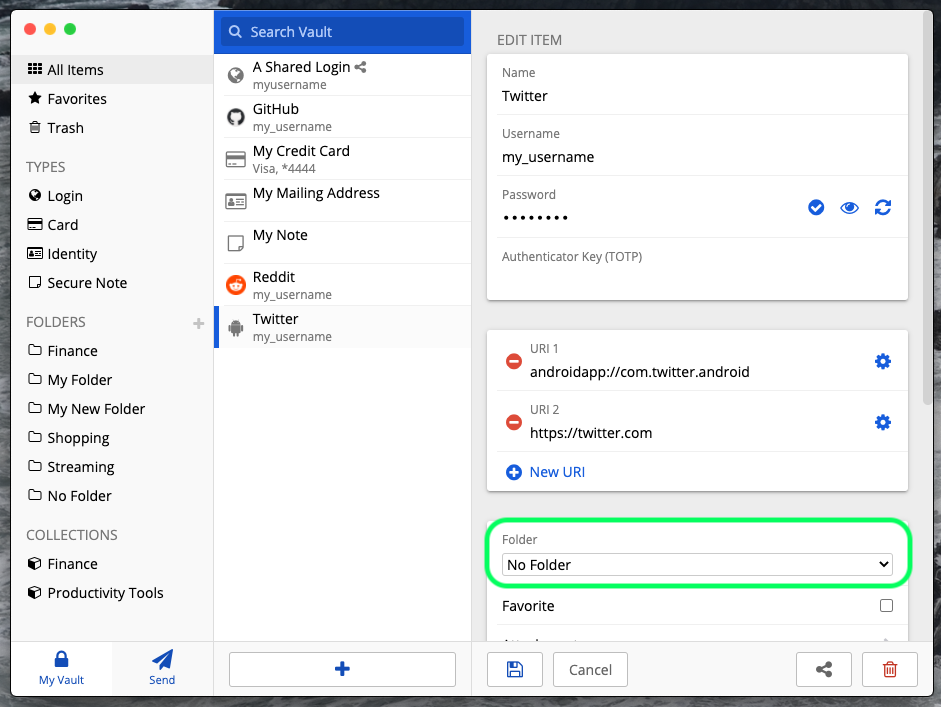 All Items
Favorites
Trash
TYPES
Login
Card
Identity
Secure Note
FOLDERS
Finance
My Folder
My New Folder
Shopping
Streaming
No Folder
COLLECTIONS
Finance
Productivity Tools
My Vault
Send
Search Vault
A Shared Login
myusername
GitHub
my_username
My Credit Card
Visa, *4444
My Mailing Address
My Note
Reddit
my_username
Twitter
my_username
EDIT ITEM
Name
Twitter
Username
my_username
Password
••••••••
Authenticator Key (TOTP)
URI 1
androidapp://com.twitter.android
URI 2
https://twitter.com
New URI
Folder
No Folder
Favorite
Cancel